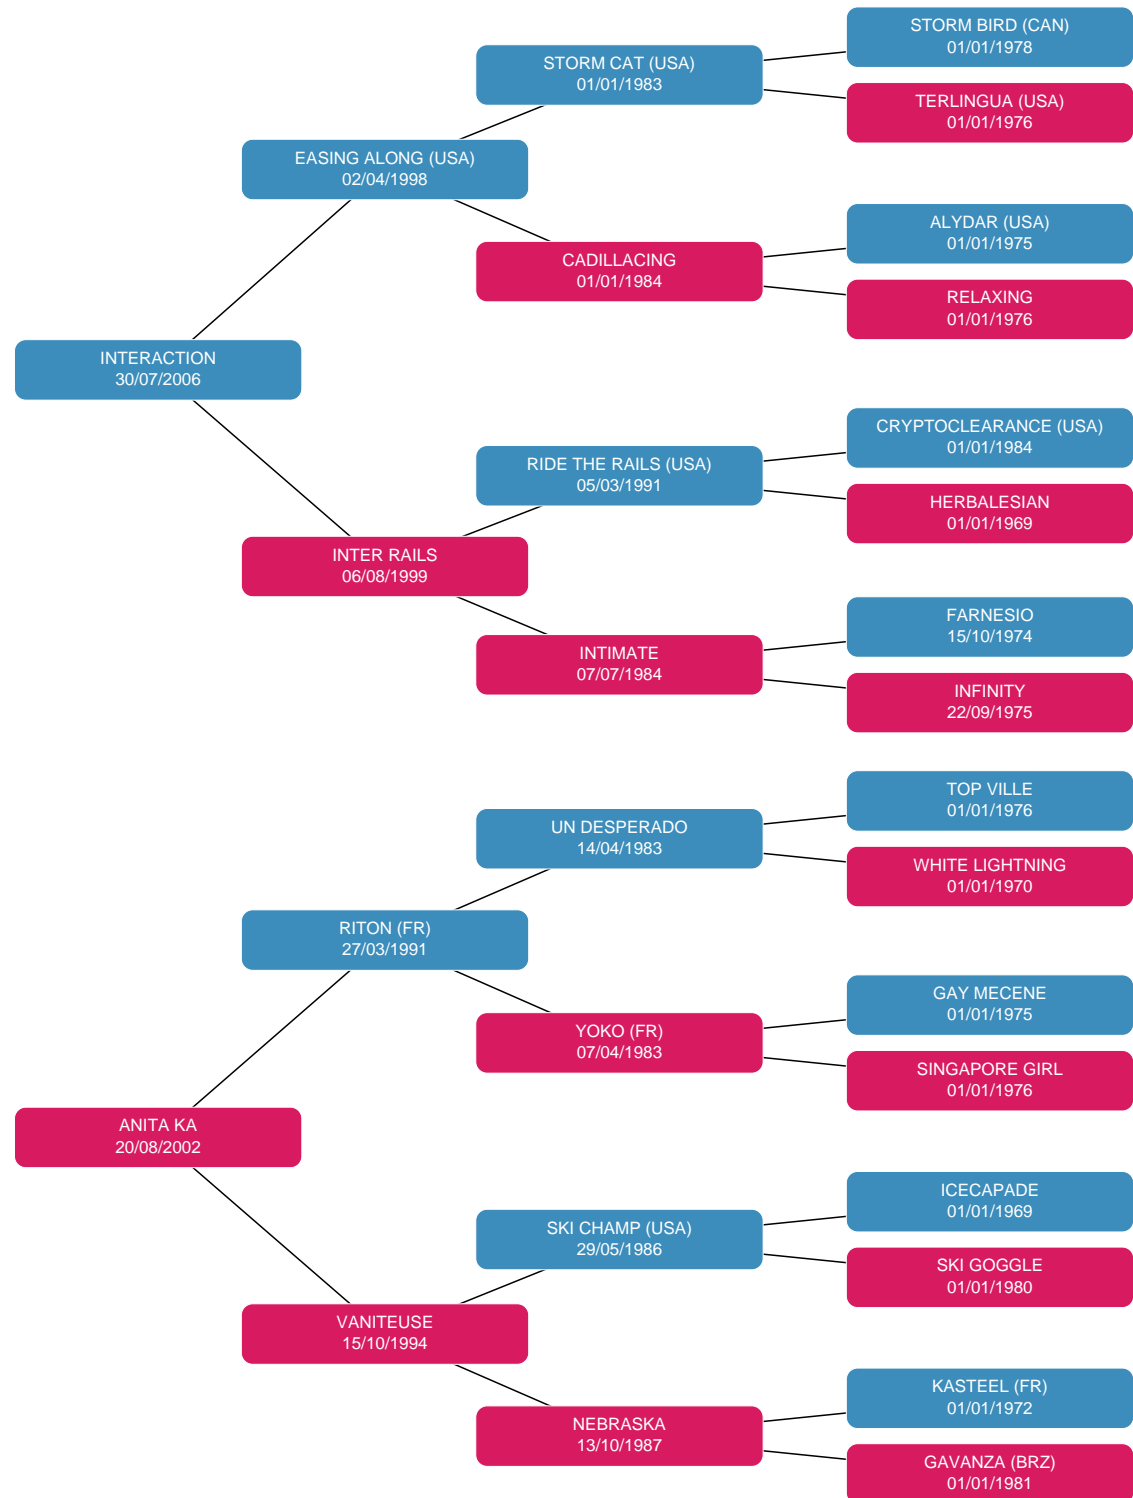 STORM BIRD (CAN)
01/01/1978
STORM CAT (USA)
01/01/1983
TERLINGUA (USA)
01/01/1976
EASING ALONG (USA)
02/04/1998
ALYDAR (USA)
01/01/1975
CADILLACING
01/01/1984
RELAXING
01/01/1976
INTERACTION
30/07/2006
CRYPTOCLEARANCE (USA)
01/01/1984
RIDE THE RAILS (USA)
05/03/1991
HERBALESIAN
01/01/1969
INTER RAILS
06/08/1999
FARNESIO
15/10/1974
INTIMATE
07/07/1984
INFINITY
22/09/1975
TOP VILLE
01/01/1976
UN DESPERADO
14/04/1983
WHITE LIGHTNING
01/01/1970
RITON (FR)
27/03/1991
GAY MECENE
01/01/1975
YOKO (FR)
07/04/1983
SINGAPORE GIRL
01/01/1976
ANITA KA
20/08/2002
ICECAPADE
01/01/1969
SKI CHAMP (USA)
29/05/1986
SKI GOGGLE
01/01/1980
VANITEUSE
15/10/1994
KASTEEL (FR)
01/01/1972
NEBRASKA
13/10/1987
GAVANZA (BRZ)
01/01/1981